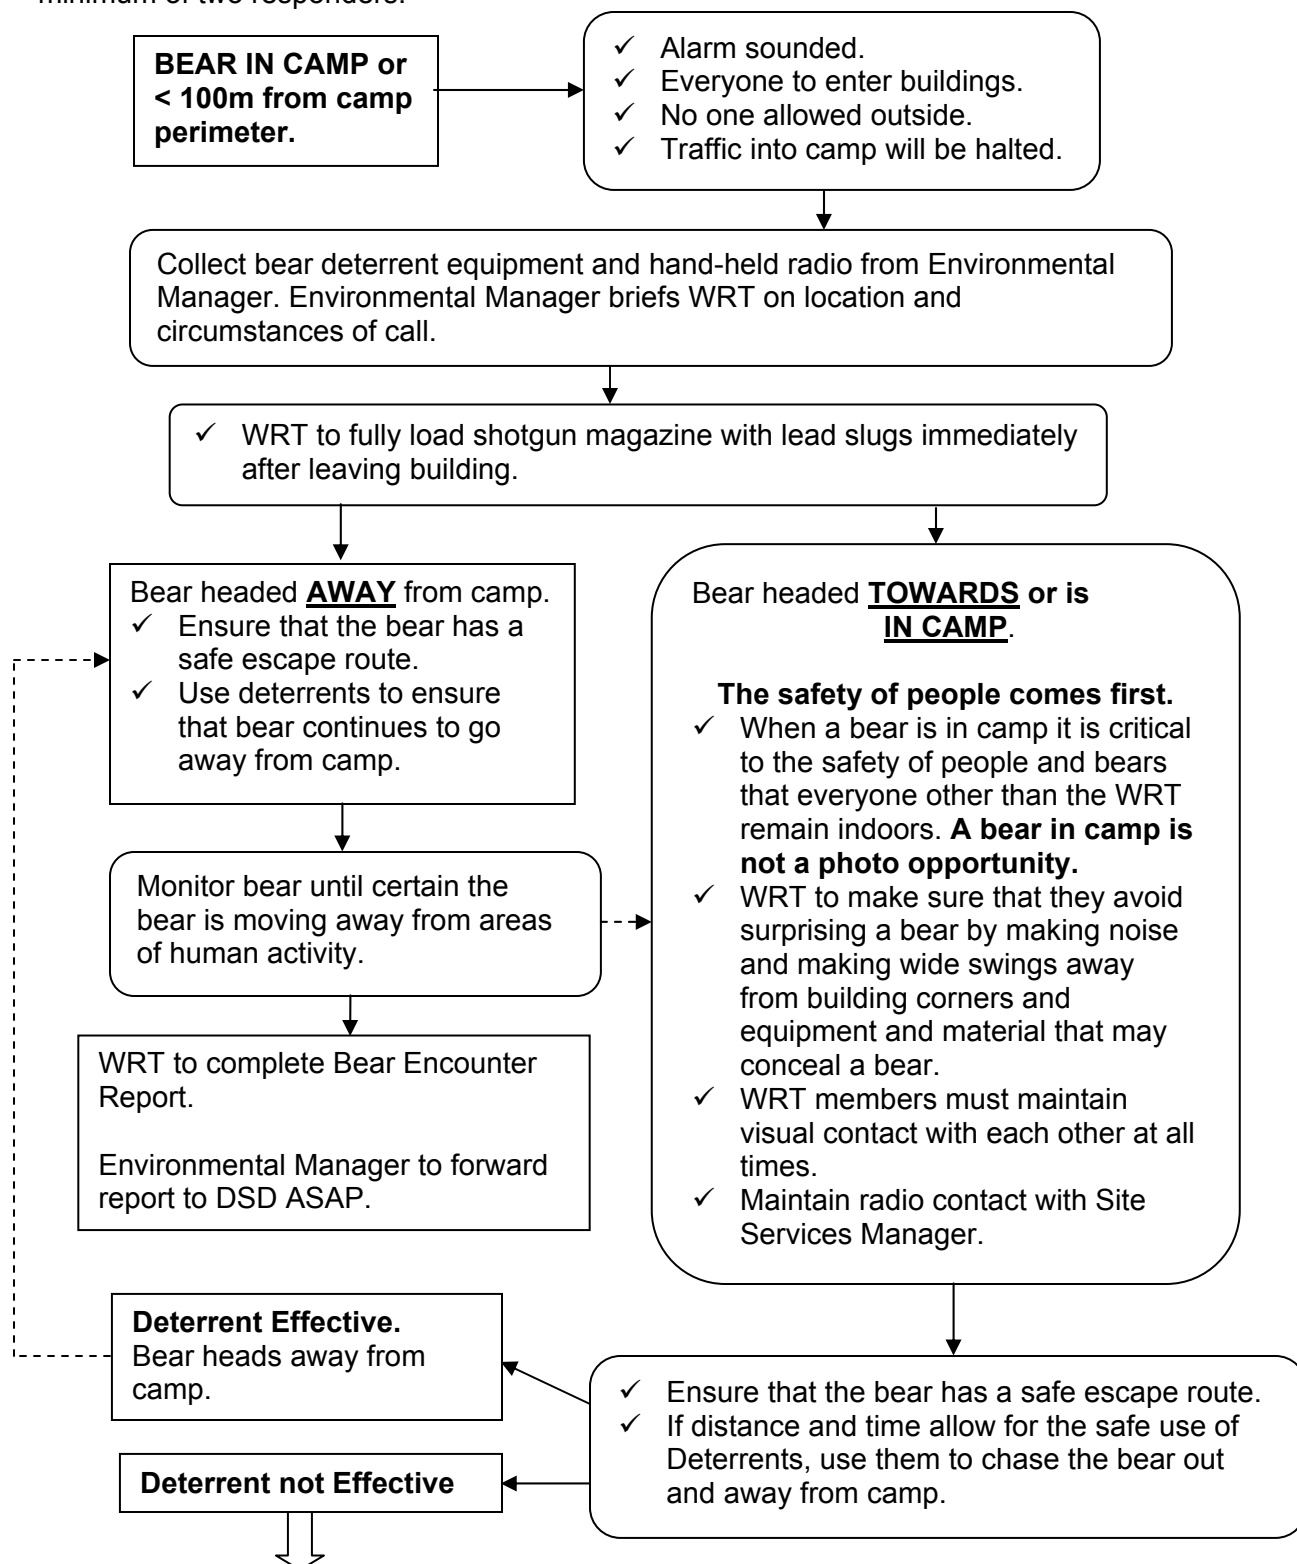 minimum of two responders.
BEAR IN CAMP or
< 100m from camp
perimeter.
✓ Alarm sounded.
✓ Everyone to enter buildings.
✓ No one allowed outside.
✓ Traffic into camp will be halted.
Collect bear deterrent equipment and hand-held radio from Environmental
Manager. Environmental Manager briefs WRT on location and
circumstances of call.
✓ WRT to fully load shotgun magazine with lead slugs immediately
after leaving building.
Bear headed AWAY from camp.
✓ Ensure that the bear has a
safe escape route.
✓ Use deterrents to ensure
that bear continues to go
away from camp.
Monitor bear until certain the
bear is moving away from areas
of human activity.
WRT to complete Bear Encounter
Report.
Environmental Manager to forward
report to DSD ASAP.
Bear headed TOWARDS or is
IN CAMP.
The safety of people comes first.
✓ When a bear is in camp it is critical
to the safety of people and bears
that everyone other than the WRT
remain indoors. A bear in camp is
not a photo opportunity.
✓ WRT to make sure that they avoid
surprising a bear by making noise
and making wide swings away
from building corners and
equipment and material that may
conceal a bear.
✓ WRT members must maintain
visual contact with each other at all
times.
✓ Maintain radio contact with Site
Services Manager.
✓ Ensure that the bear has a safe escape route.
✓ If distance and time allow for the safe use of
Deterrents, use them to chase the bear out
and away from camp.
Deterrent Effective.
Bear heads away from
camp.
Deterrent not Effective